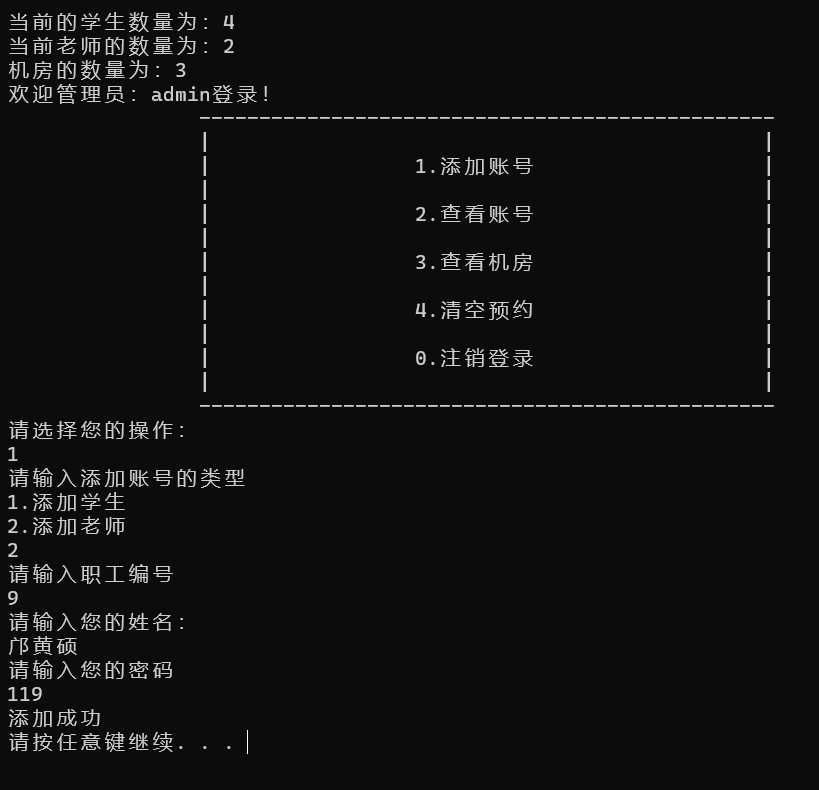 当前的学生数量为：4
当前老师的数量为：2
机房的数量为：3
欢迎管理员：admin登录!
1.添加账号
2.查看账号
3.查看机房
4.清空预约
0.注销登录
请选择您的操作：
1
请输入添加账号的类型
1.添加学生
2.添加老师
2
请输入职工编号
9
请输入您的姓名：
邝黄硕
请输入您的密码
119
添加成功
请按任意键继续. . .